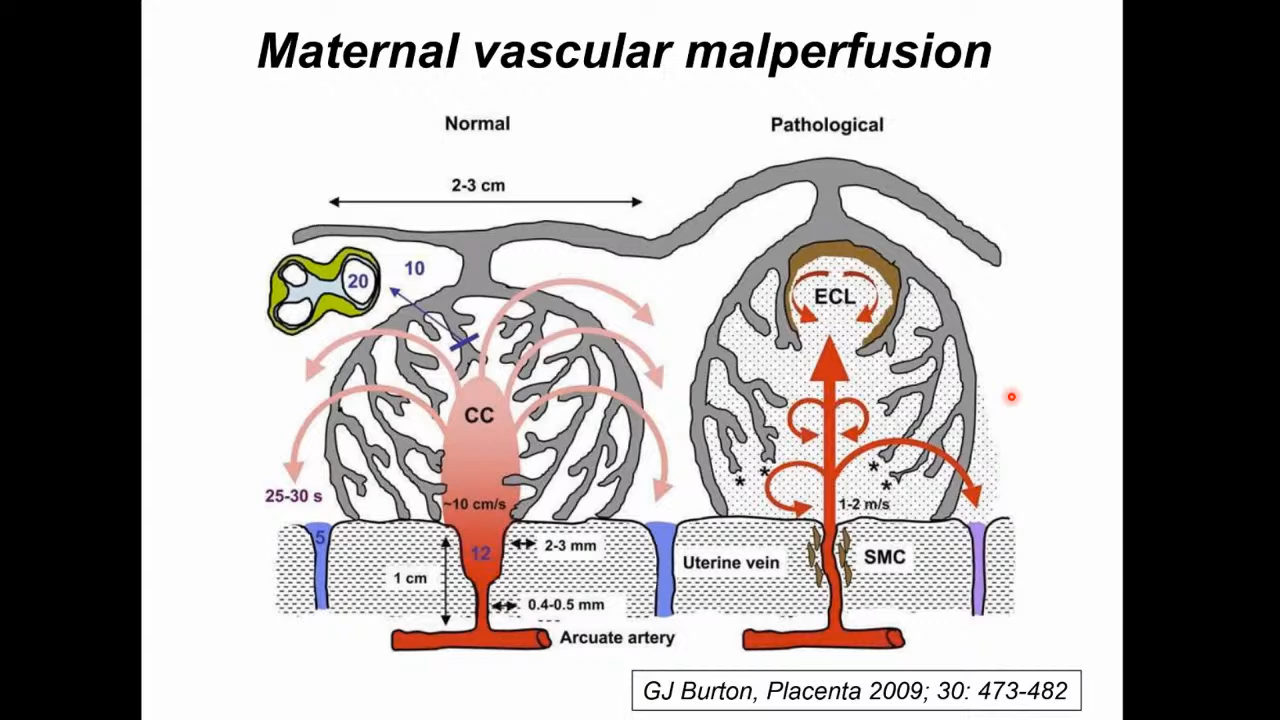 Maternal vascular malperfusion
Normal
Pathological
2-3 cm
10
20
ECL
CC
25-30 s
~10 cm/s
* * * *
1-2 m/s
5
12
2-3 mm
Uterine vein
SMC
1 cm
0.4-0.5 mm
Arcuate artery
GJ Burton, Placenta 2009; 30: 473-482